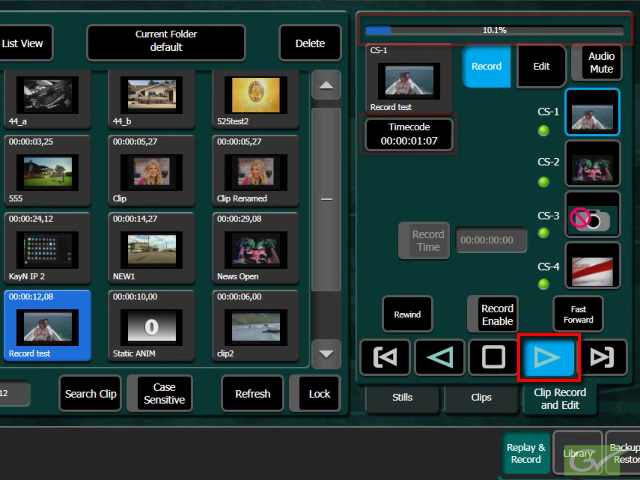 List View
Current Folder
default
Delete
10.1%
CS-1
Record test
Record
Edit
Audio
Mute
Timecode
00:00:01:07
CS-1
CS-2
CS-3
CS-4
44_a
44_b
525test2
00:00:03,25
555
00:00:05,27
Clip
00:00:05,27
Clip Renamed
00:00:24,12
KayN IP 2
00:00:14,27
NEW1
00:00:29,08
News Open
00:00:12,08
Record test
00:00:10,00
0
Static ANIM
00:00:06,00
clip2
Record
Time
00:00:00:00
Rewind
Record
Enable
Fast
Forward
12
Search Clip
Case
Sensitive
Refresh
Lock
Stills
Clips
Clip Record
and Edit
Replay &
Record
Library
Backup
Restor